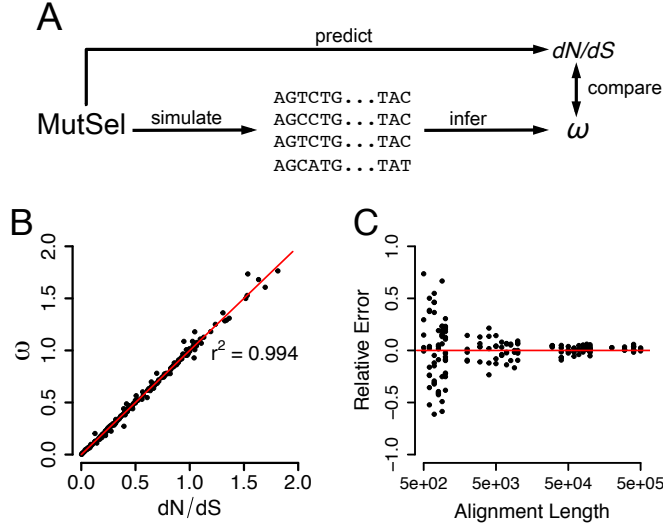 A
predict
dN/dS
compare
MutSel
simulate
AGTCTG...TAC
AGCCTG...TAC
AGTCTG...TAC
AGCATG...TAT
infer
ω
B
ω
2.0
1.5
1.0
0.5
0.0
r² = 0.994
0.0 0.5 1.0 1.5 2.0
dN/dS
C
Relative Error
1.0
0.5
0.0
−0.5
−1.0
5e+02 5e+03 5e+04 5e+05
Alignment Length